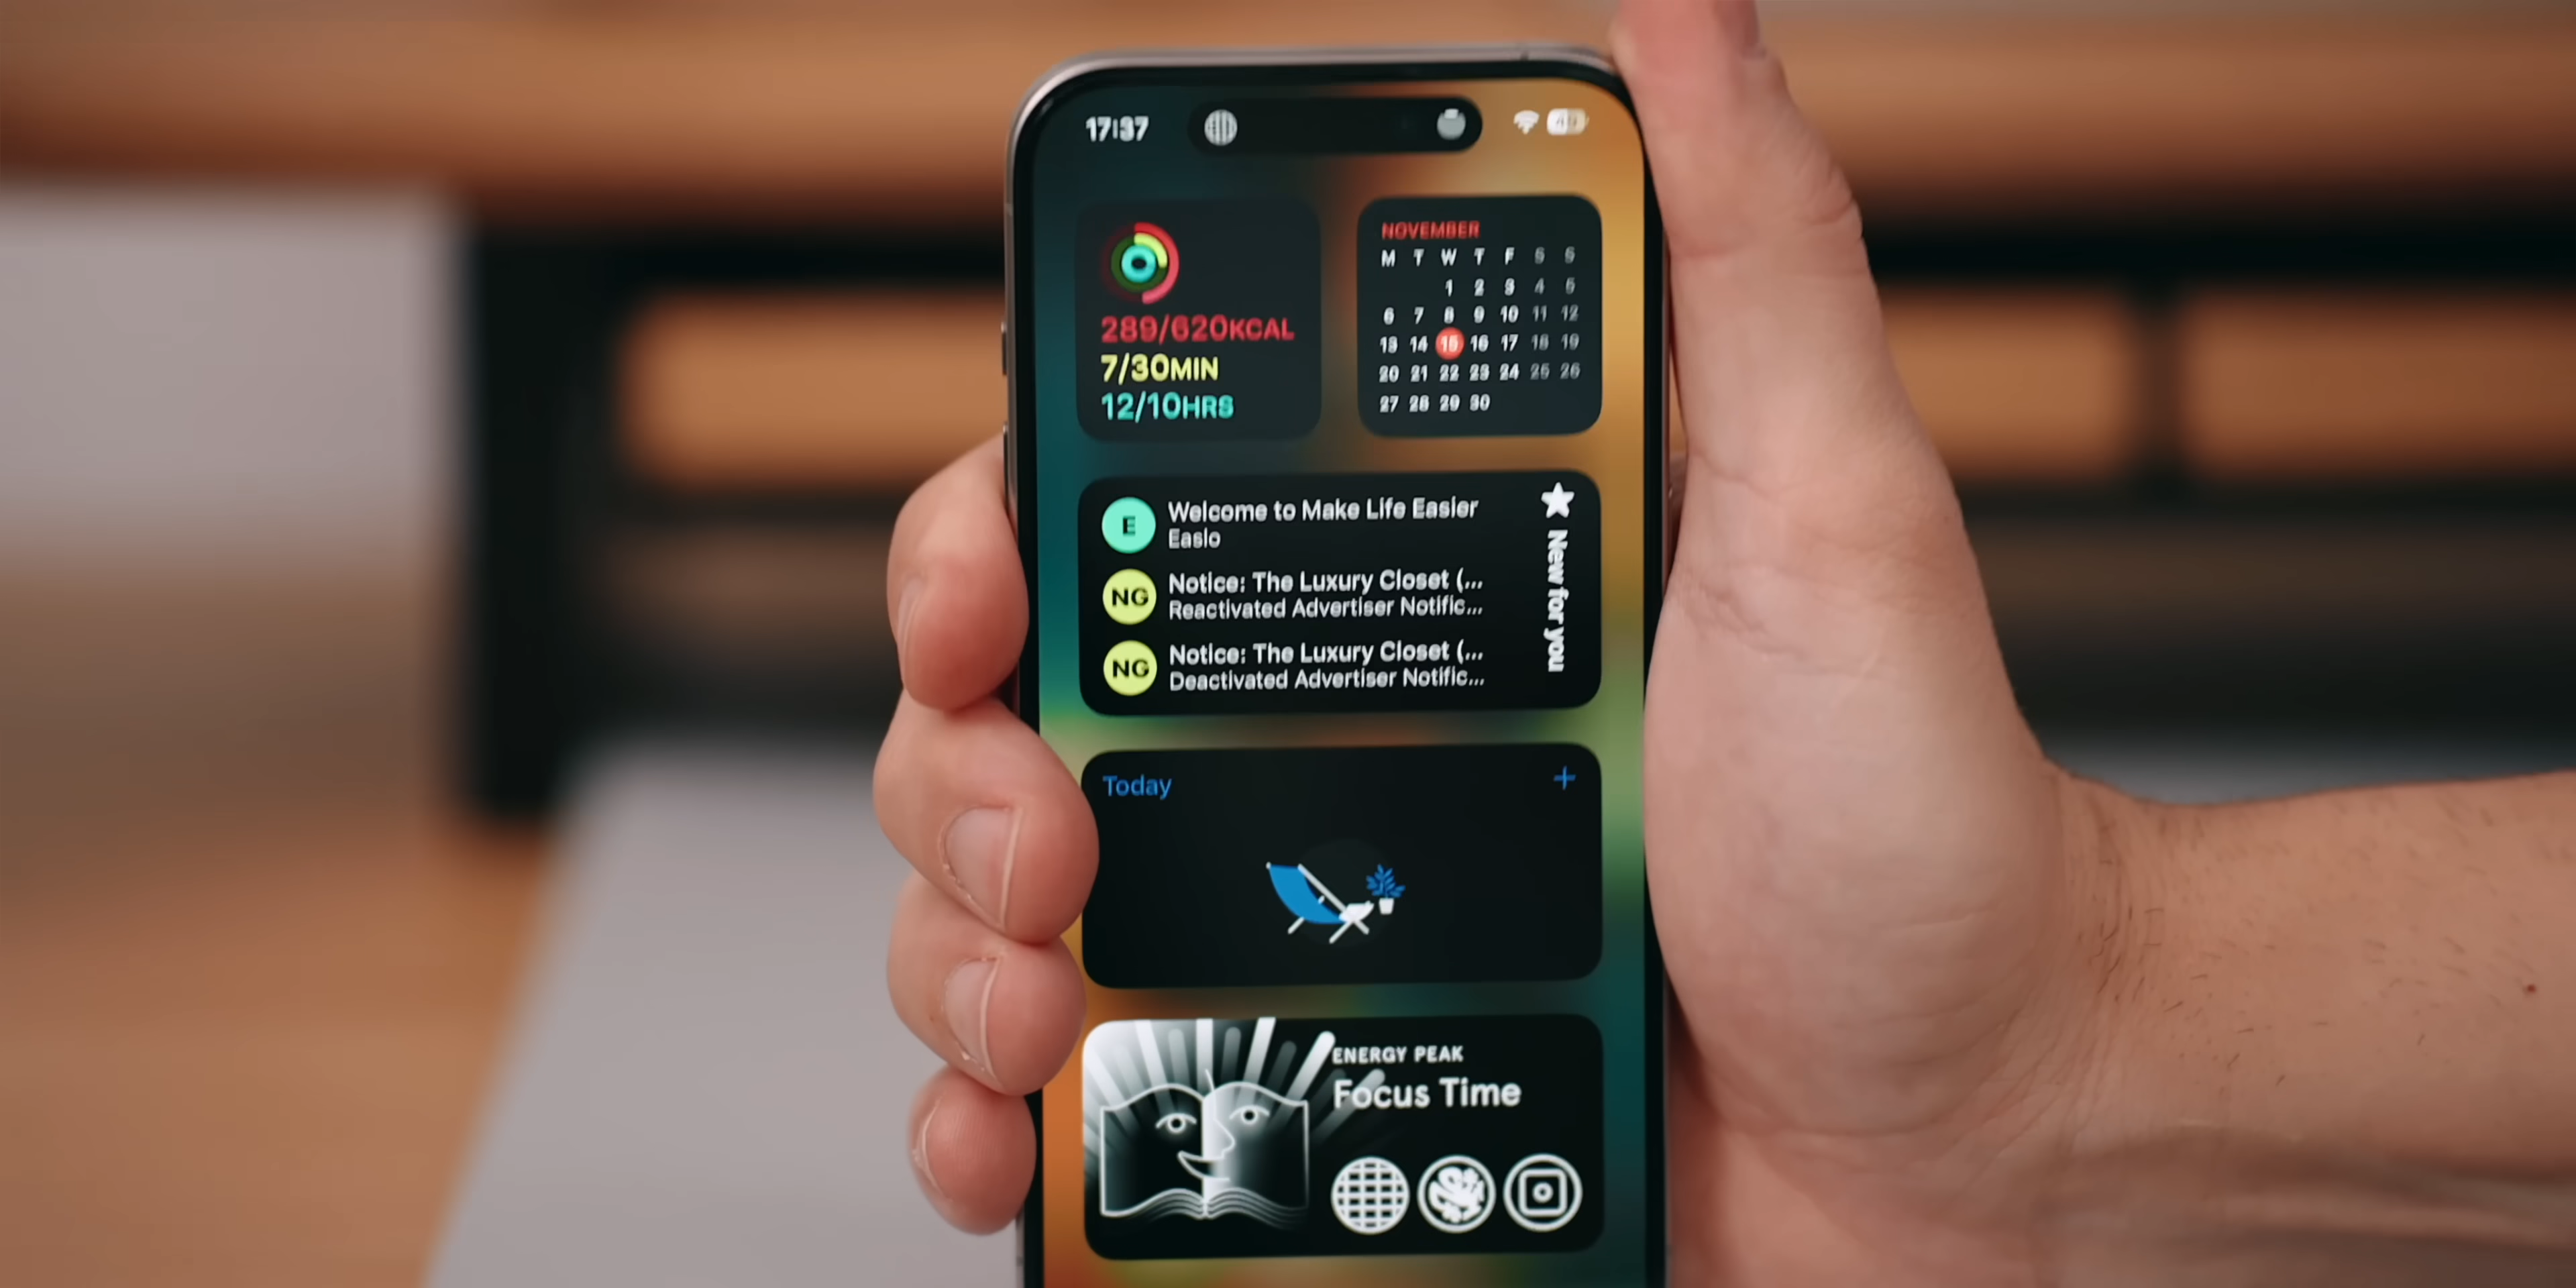 17:37
289/620KCAL
7/30MIN
12/10HRS
NOVEMBER
M T W T F S S
1 2 3 4 5
6 7 8 9 10 11 12
13 14 15 16 17 18 19
20 21 22 23 24 25 26
27 28 29 30
E
Welcome to Make Life Easier
Easlo
NG
Notice: The Luxury Closet (...
Reactivated Advertiser Notific...
NG
Notice: The Luxury Closet (...
Deactivated Advertiser Notific...
New for you
Today
ENERGY PEAK
Focus Time